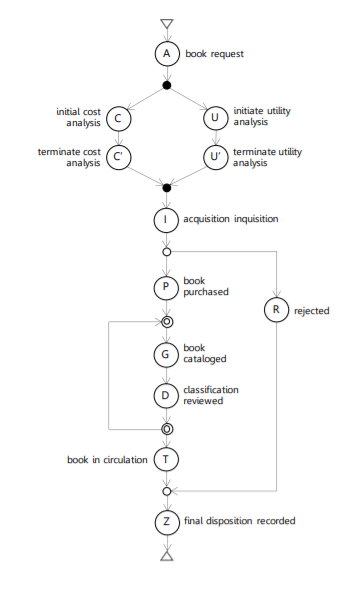 A book request
initial cost
analysis
C
U
initiate utility
analysis
terminate cost
analysis
C'
U'
terminate utility
analysis
I acquisition inquisition
P
book
purchased
R rejected
G
book
cataloged
D
classification
reviewed
book in circulation T
Z final disposition recorded